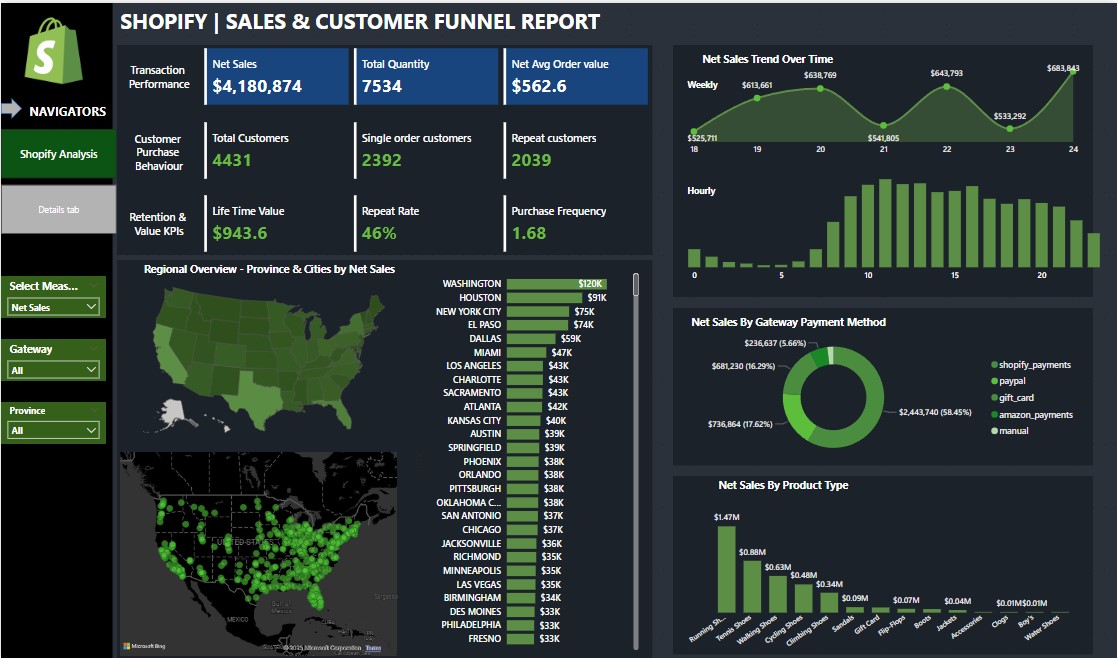 SHOPIFY | SALES & CUSTOMER FUNNEL REPORT
NAVIGATORS
Shopify Analysis
Details tab
Select Meas...
Net Sales
Gateway
All
Province
All
Transaction
Performance
Net Sales
$4,180,874
Total Quantity
7534
Net Avg Order value
$562.6
Customer
Purchase
Behaviour
Total Customers
4431
Single order customers
2392
Repeat customers
2039
Retention &
Value KPIs
Life Time Value
$943.6
Repeat Rate
46%
Purchase Frequency
1.68
Regional Overview - Province & Cities by Net Sales
WASHINGTON $120K
HOUSTON $91K
NEW YORK CITY $75K
EL PASO $74K
DALLAS $59K
MIAMI $47K
LOS ANGELES $43K
CHARLOTTE $43K
SACRAMENTO $43K
ATLANTA $42K
KANSAS CITY $40K
AUSTIN $39K
SPRINGFIELD $39K
PHOENIX $38K
ORLANDO $38K
PITTSBURGH $38K
OKLAHOMA C... $38K
SAN ANTONIO $37K
CHICAGO $37K
JACKSONVILLE $36K
RICHMOND $35K
MINNEAPOLIS $35K
LAS VEGAS $35K
BIRMINGHAM $34K
DES MOINES $33K
PHILADELPHIA $33K
FRESNO $33K
UNITED STATES
Gulf of
Mexico
MEXICO
CUBA
Microsoft Bing
© 2025 Microsoft Corporation Terms
Net Sales Trend Over Time
Weekly
$525,711
$613,661
$638,769
$541,805
$643,793
$533,292
$683,843
18 19 20 21 22 23 24
Hourly
0 5 10 15 20
Net Sales By Gateway Payment Method
$236,637 (5.66%)
$681,230 (16.29%)
$736,864 (17.62%)
$2,443,740 (58.45%)
shopify_payments
paypal
gift_card
amazon_payments
manual
Net Sales By Product Type
$1.47M
$0.88M
$0.63M
$0.48M
$0.34M
$0.09M
$0.07M
$0.04M
$0.01M
$0.01M
Running Sh...
Tennis Shoes
Walking Shoes
Cycling Shoes
Climbing Shoes
Sandals
Gift Card
Flip-Flops
Boots
Jackets
Accessories
Clogs
Boy's
Water Shoes